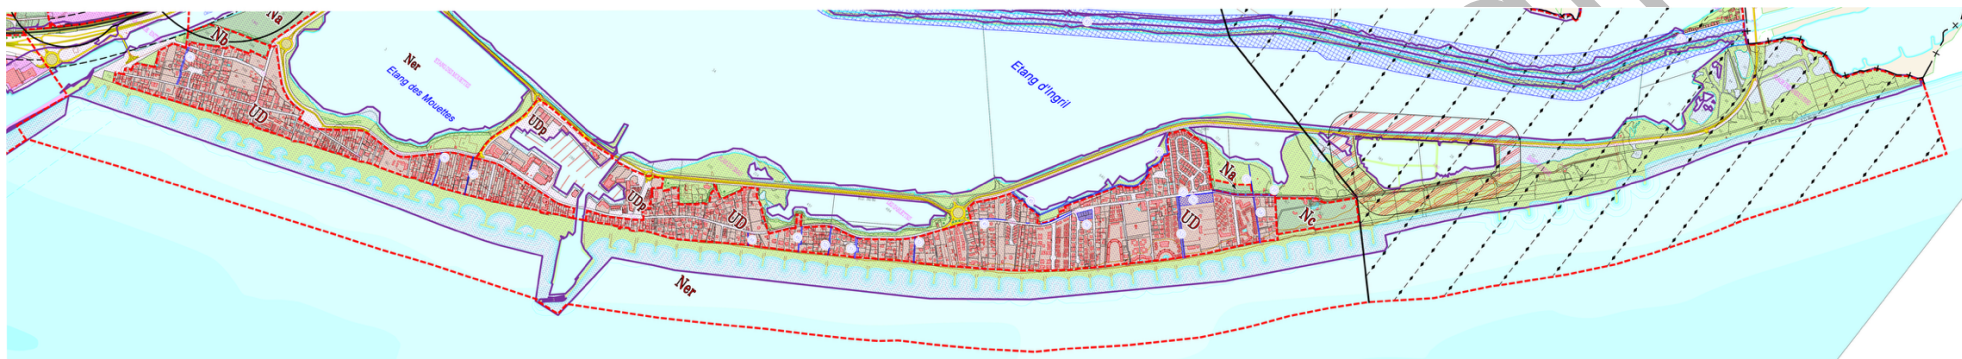 Na
Nb
Ner
Etang des Mouettes
Etang d'Ingril
UD
UDp
UDp
UD
Na
UD
Nc
Ner